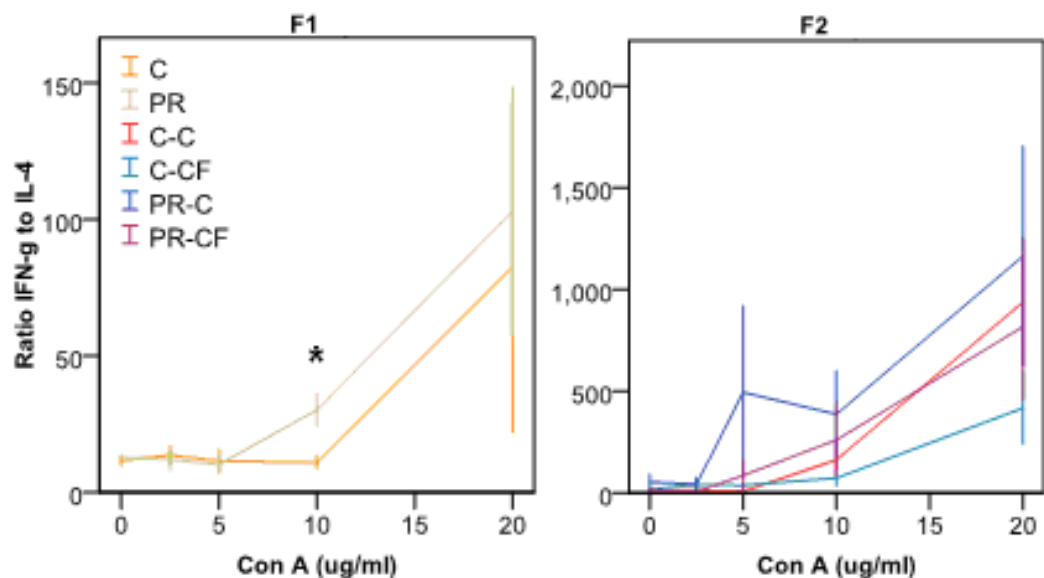 F1
F2
Ratio IFN-g to IL-4
150
100
50
0
C
PR
C-C
C-CF
PR-C
PR-CF
*
0
5
10
15
20
Con A (ug/ml)
2,000
1,500
1,000
500
0
0
5
10
15
20
Con A (ug/ml)